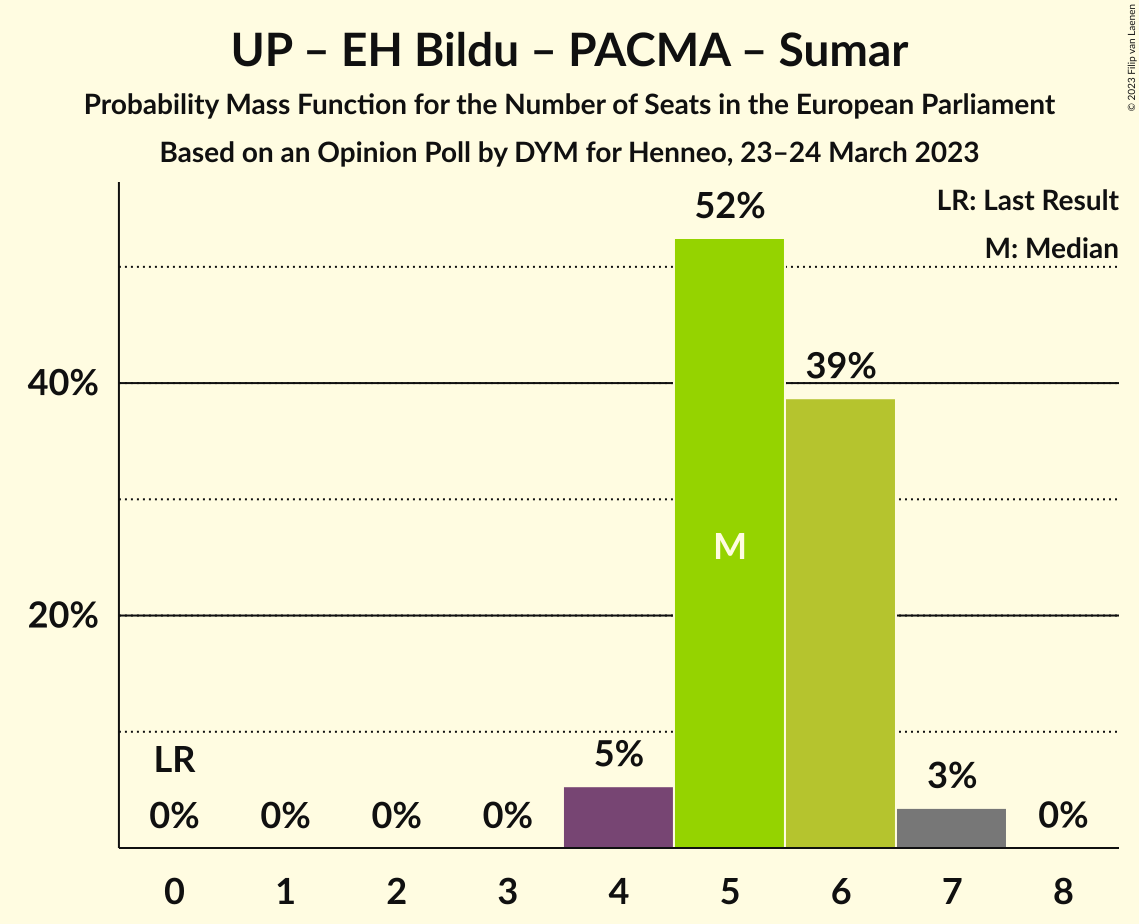 UP – EH Bildu – PACMA – Sumar
Probability Mass Function for the Number of Seats in the European Parliament
Based on an Opinion Poll by DYM for Henneo, 23–24 March 2023
© 2023 Filip van Laenen
LR: Last Result
M: Median
52%
40%
39%
M
20%
LR
5%
3%
0% 0% 0% 0% 0%
0 1 2 3 4 5 6 7 8